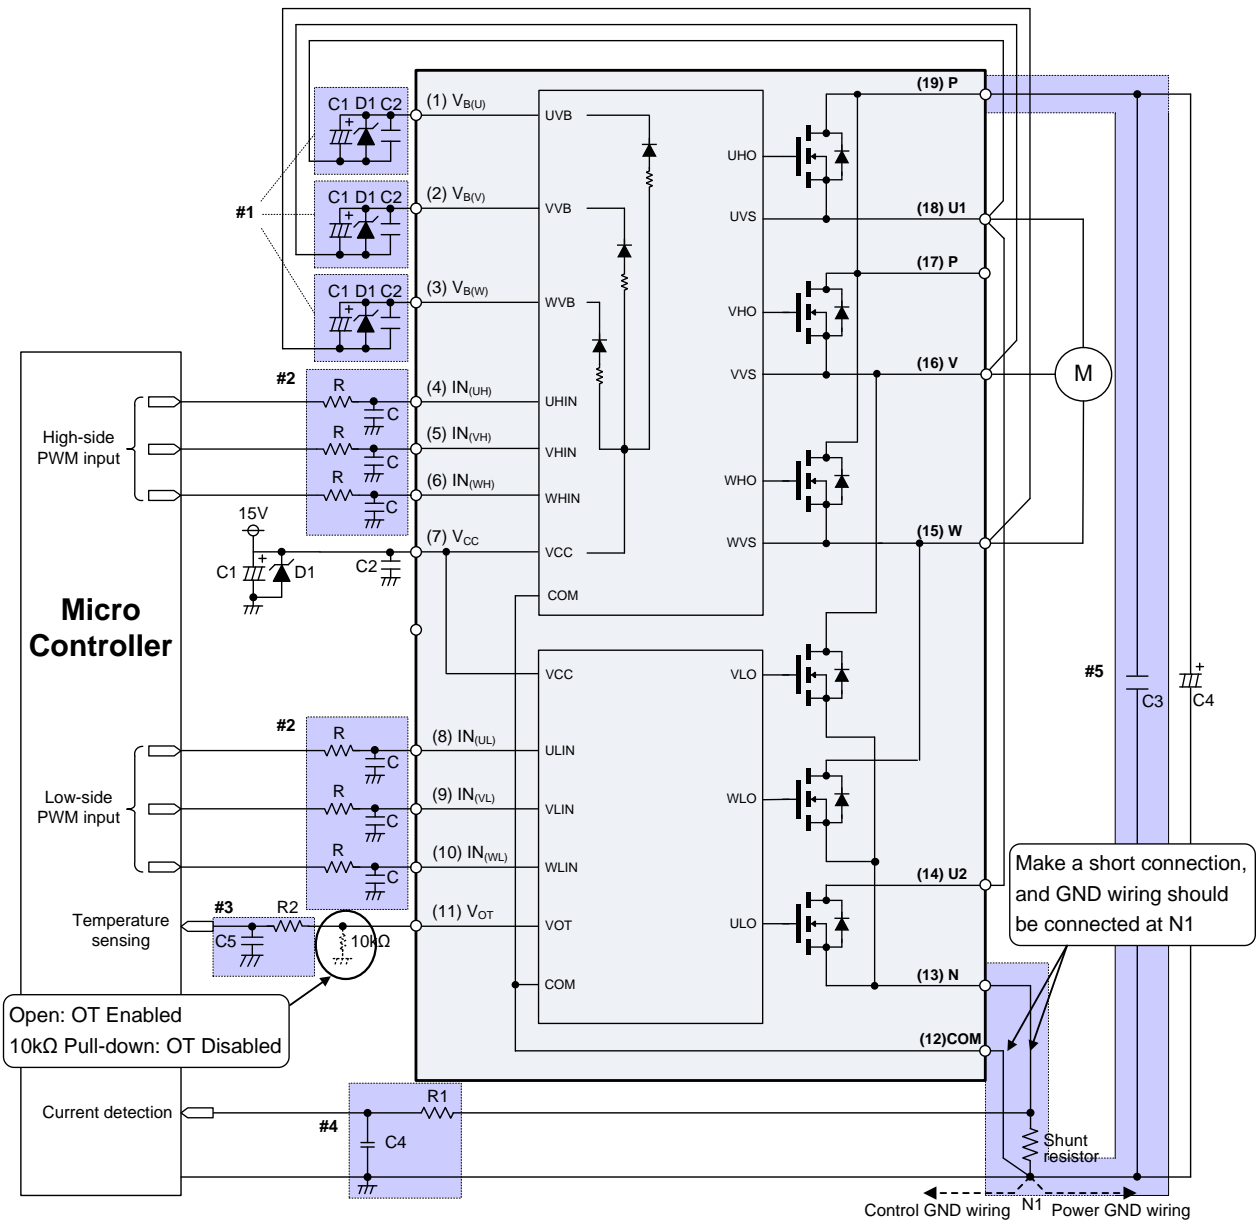 (19) P
C1 D1 C2
+
(1) VB(U)
UVB
UHO
#1
C1 D1 C2
+
(2) VB(V)
VVB
UVS
(18) U1
(17) P
C1 D1 C2
+
(3) VB(W)
WVB
VHO
VVS
(16) V
M
#2
High-side
PWM input
R
C
(4) IN(UH)
UHIN
R
C
(5) IN(VH)
VHIN
R
C
(6) IN(WH)
WHIN
WHO
15V
+
C1
D1
C2
(7) VCC
VCC
WVS
(15) W
COM
Micro
Controller
VCC
VLO
#5
C3
+
C4
#2
Low-side
PWM input
R
C
(8) IN(UL)
ULIN
R
C
(9) IN(VL)
VLIN
WLO
R
C
(10) IN(WL)
WLIN
(14) U2
Make a short connection,
and GND wiring should
be connected at N1
Temperature
sensing
#3
C5
R2
10kΩ
(11) VOT
VOT
ULO
COM
(13) N
Open: OT Enabled
10kΩ Pull-down: OT Disabled
(12)COM
Current detection
#4
R1
C4
Shunt
resistor
Control GND wiring
N1
Power GND wiring